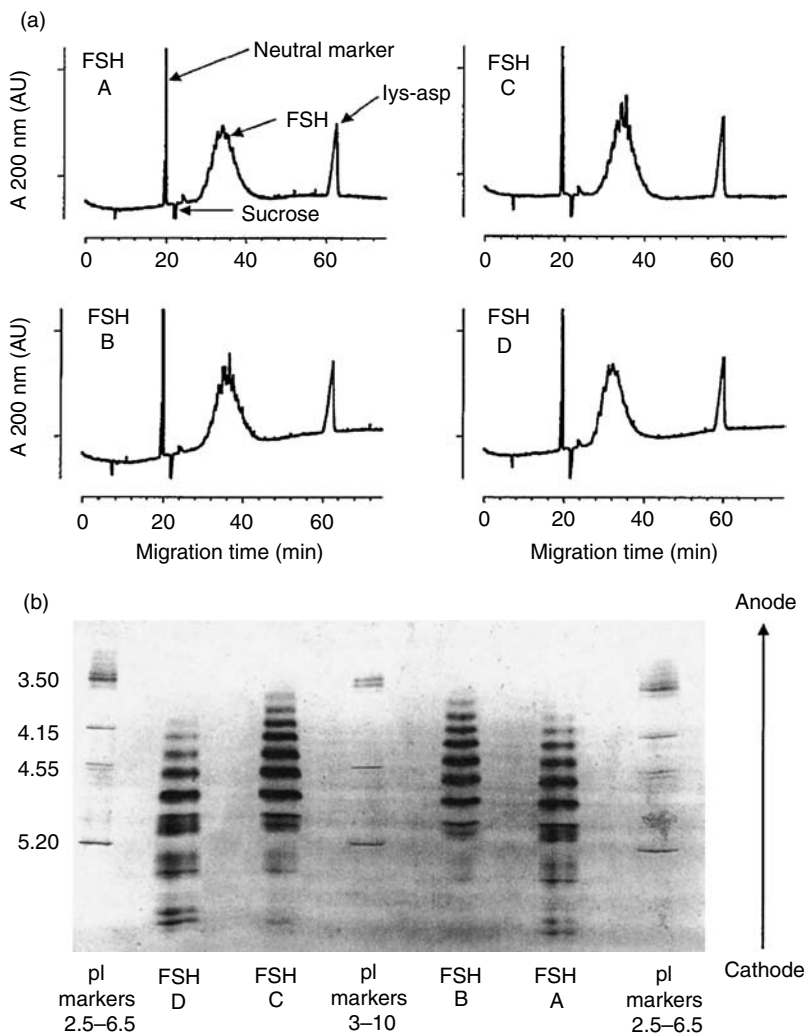 (a)
FSH
A
Neutral marker
FSH
lys-asp
Sucrose
A 200 nm (AU)
0 20 40 60
FSH
C
0 20 40 60
FSH
B
A 200 nm (AU)
0 20 40 60
Migration time (min)
FSH
D
0 20 40 60
Migration time (min)
(b)
Anode
3.50
4.15
4.55
5.20
Cathode
pI
markers
2.5–6.5
FSH
D
FSH
C
pI
markers
3–10
FSH
B
FSH
A
pI
markers
2.5–6.5